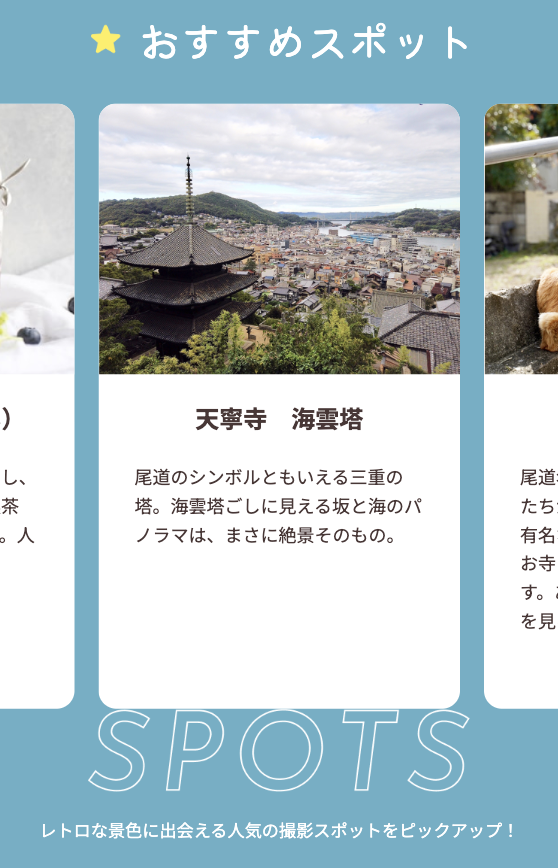 おすすめスポット
）
し、
茶
。人
天寧寺　海雲塔
尾道のシンボルともいえる三重の
塔。海雲塔ごしに見える坂と海のパ
ノラマは、まさに絶景そのもの。
尾道
たち
有名
お寺
す。
を見
SPOTS
レトロな景色に出会える人気の撮影スポットをピックアップ！